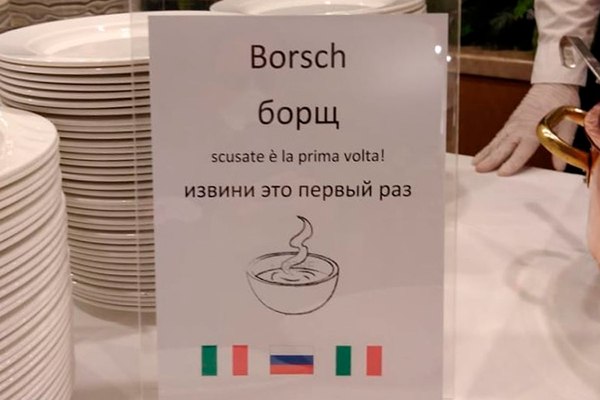 Borsch
борщ
scusate è la prima volta!
извини это первый раз